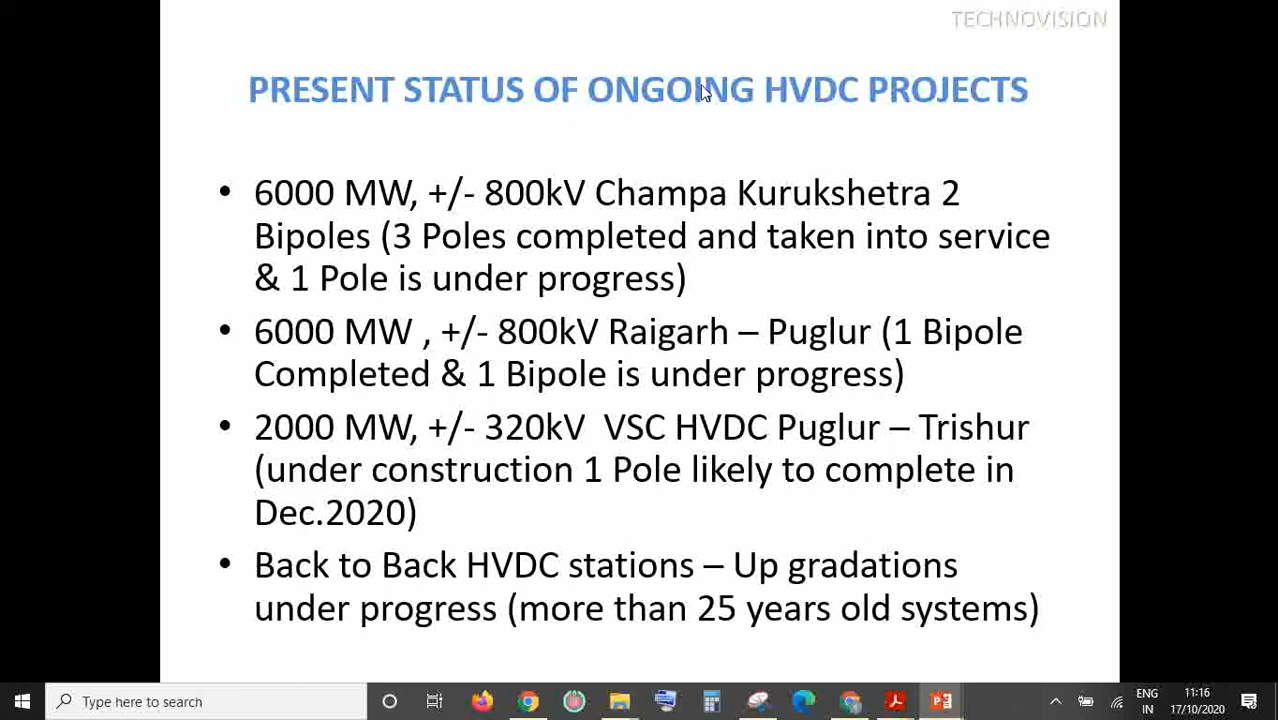 TECHNOVISION
PRESENT STATUS OF ONGOING HVDC PROJECTS
• 6000 MW, +/- 800kV Champa Kurukshetra 2
Bipoles (3 Poles completed and taken into service
& 1 Pole is under progress)
• 6000 MW , +/- 800kV Raigarh – Puglur (1 Bipole
Completed & 1 Bipole is under progress)
• 2000 MW, +/- 320kV  VSC HVDC Puglur – Trishur
(under construction 1 Pole likely to complete in
Dec.2020)
• Back to Back HVDC stations – Up gradations
under progress (more than 25 years old systems)
Type here to search
ENG
IN
11:16
17/10/2020